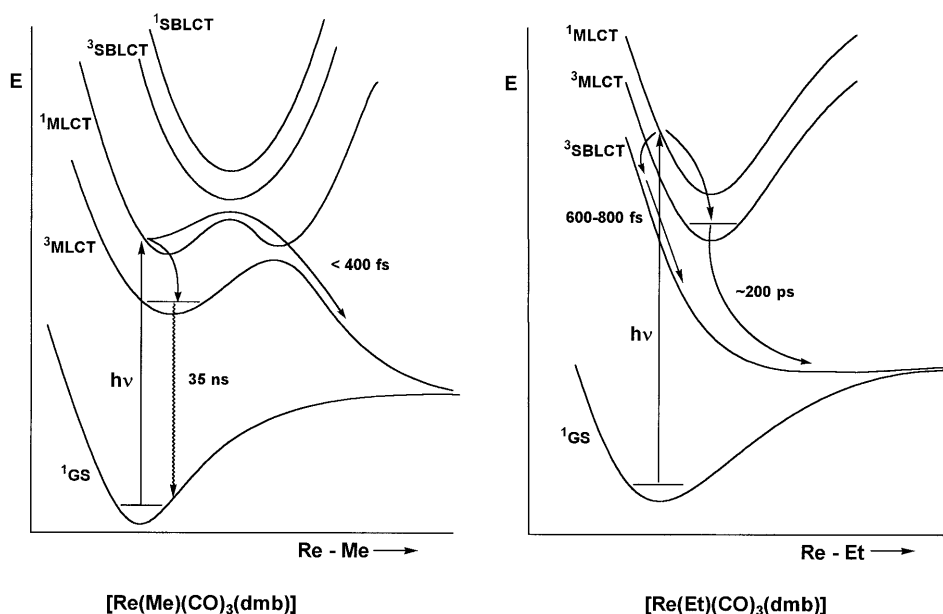 ¹SBLCT
³SBLCT
E
¹MLCT
³MLCT
< 400 fs
hν
35 ns
¹GS
Re - Me
[Re(Me)(CO)₃(dmb)]
¹MLCT
E
³MLCT
³SBLCT
600-800 fs
~200 ps
hν
¹GS
Re - Et
[Re(Et)(CO)₃(dmb)]